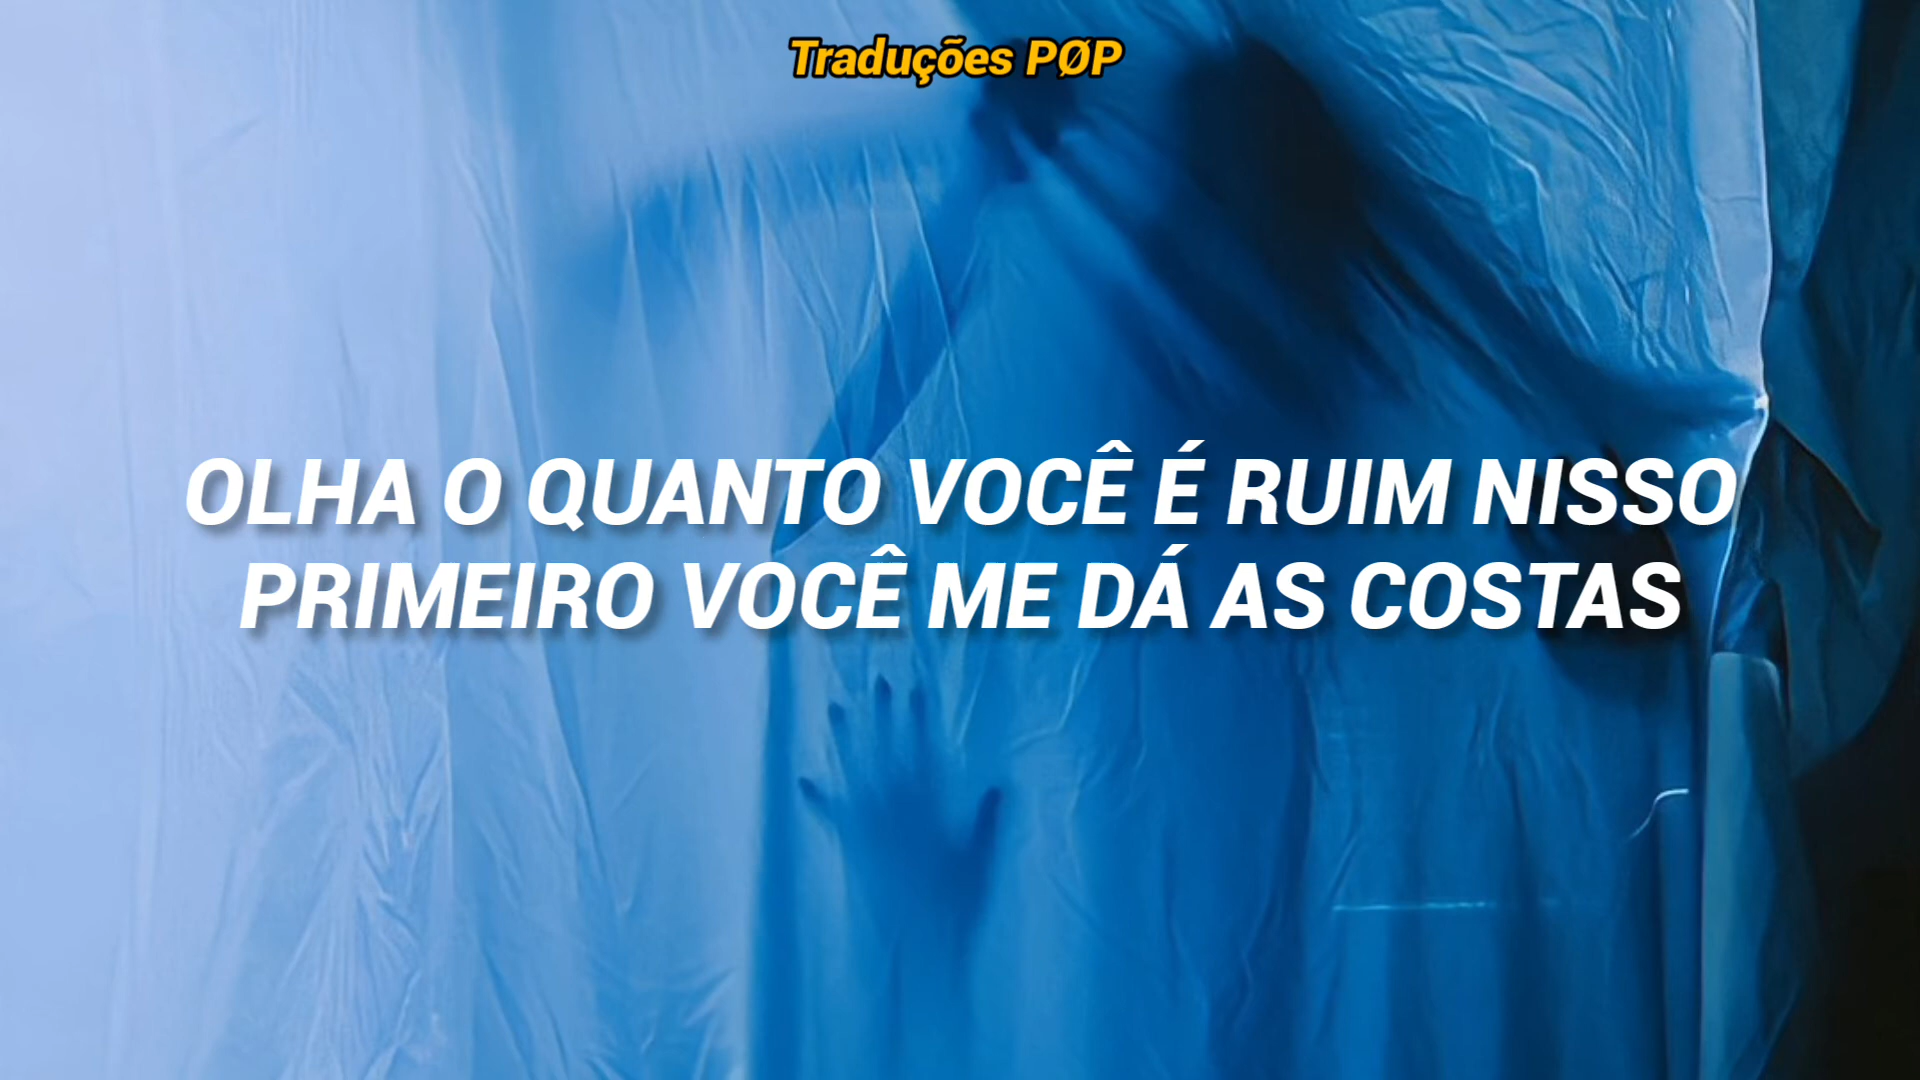 Traduções PØP
OLHA O QUANTO VOCÊ É RUIM NISSO
PRIMEIRO VOCÊ ME DÁ AS COSTAS